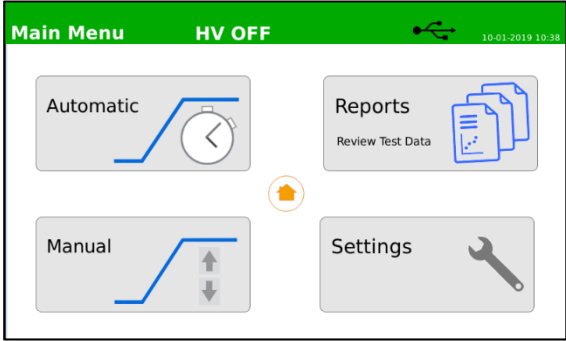 Main Menu HV OFF 10-01-2019 10:38
Automatic
Reports
Review Test Data
Manual
Settings